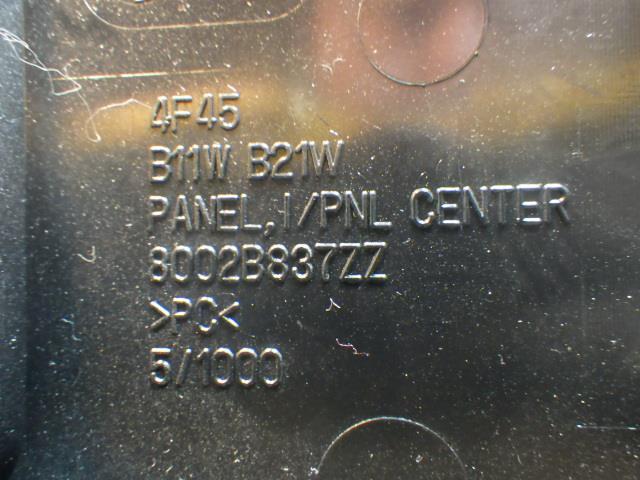 4F45
B11W B21W
PANEL,I/PNL CENTER
8002B837ZZ
>PC<
5/1000